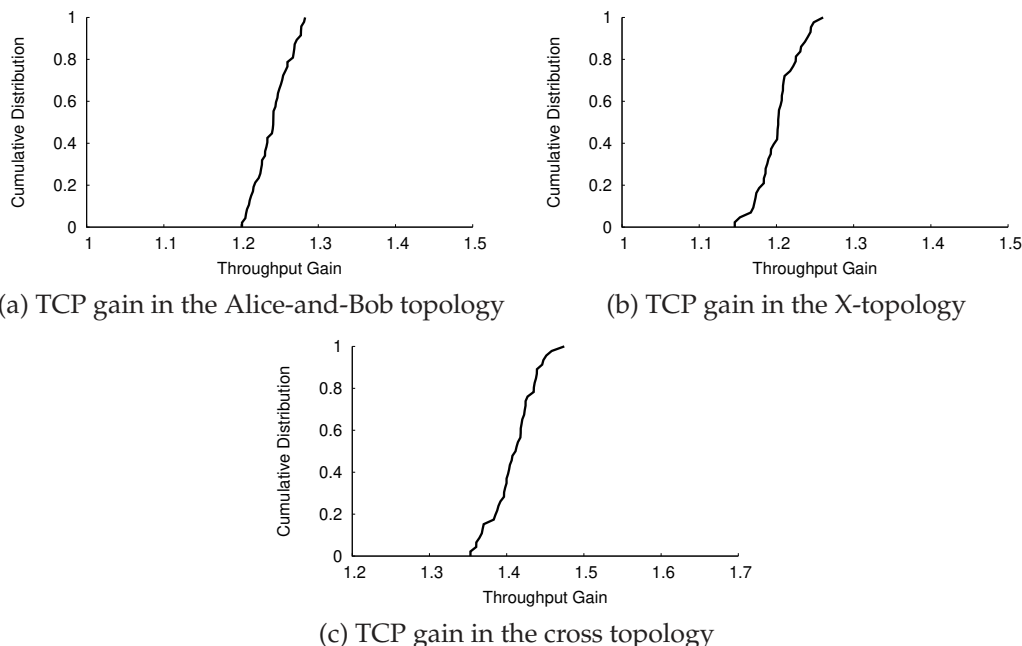 1
0.8
0.6
0.4
0.2
0
Cumulative Distribution
1 1.1 1.2 1.3 1.4 1.5
Throughput Gain
(a) TCP gain in the Alice-and-Bob topology
1
0.8
0.6
0.4
0.2
0
Cumulative Distribution
1 1.1 1.2 1.3 1.4 1.5
Throughput Gain
(b) TCP gain in the X-topology
1
0.8
0.6
0.4
0.2
0
Cumulative Distribution
1.2 1.3 1.4 1.5 1.6 1.7
Throughput Gain
(c) TCP gain in the cross topology